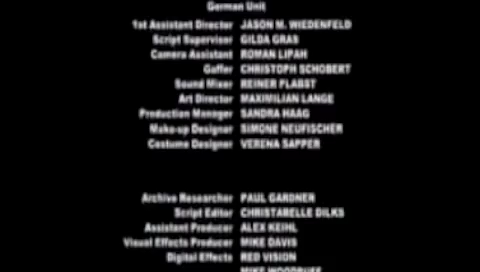 German Unit
1st Assistant Director JASON M. WIEDENFELD
Script Supervisor GILDA GRAS
Camera Assistant ROMAN LIPAH
Gaffer CHRISTOPH SCHOBERT
Sound Mixer REINER PLABST
Art Director MAXIMILIAN LANGE
Production Manager SANDRA HAAG
Make-up Designer SIMONE NEUFISCHER
Costume Designer VERENA SAPPER
Archive Researcher PAUL GARDNER
Script Editor CHRISTABELLE DILKS
Assistant Producer ALEX KEIHL
Visual Effects Producer MIKE DAVIS
Digital Effects RED VISION
MIKE WOODRUFF